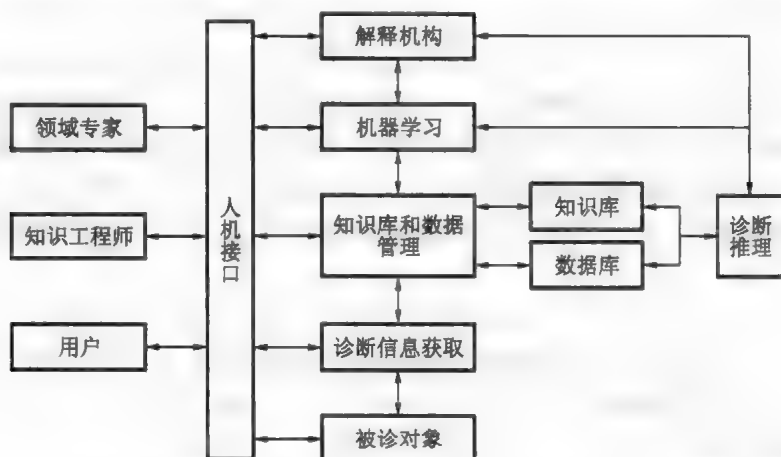 解释机构
领域专家
机器学习
人机接口
知识工程师
知识库和数据
管理
知识库
数据库
诊断
推理
用户
诊断信息获取
被诊对象